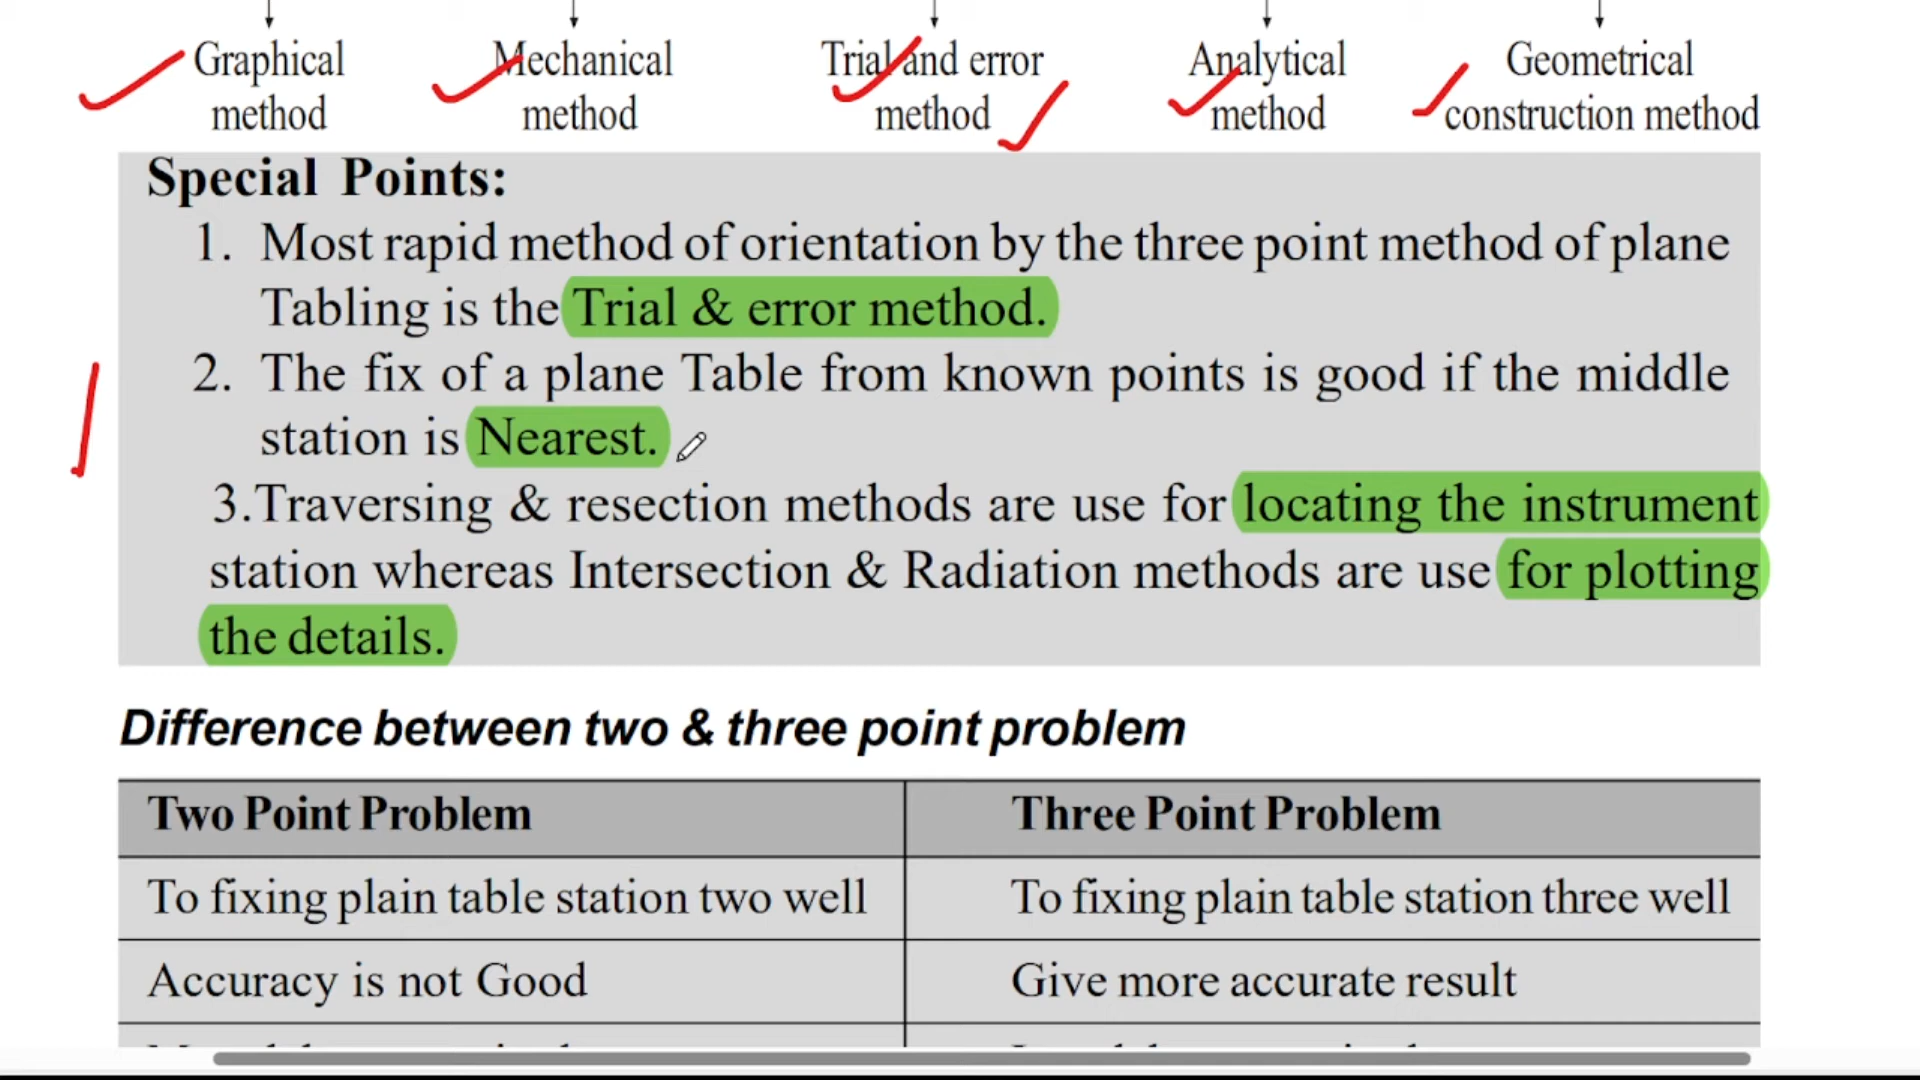 Graphical Mechanical Trial and error Analytical Geometrical
method method method method construction method
Special Points:
1. Most rapid method of orientation by the three point method of plane
Tabling is the Trial & error method.
2. The fix of a plane Table from known points is good if the middle
station is Nearest.
3.Traversing & resection methods are use for locating the instrument
station whereas Intersection & Radiation methods are use for plotting
the details.
Difference between two & three point problem
Two Point Problem Three Point Problem
To fixing plain table station two well To fixing plain table station three well
Accuracy is not Good Give more accurate result